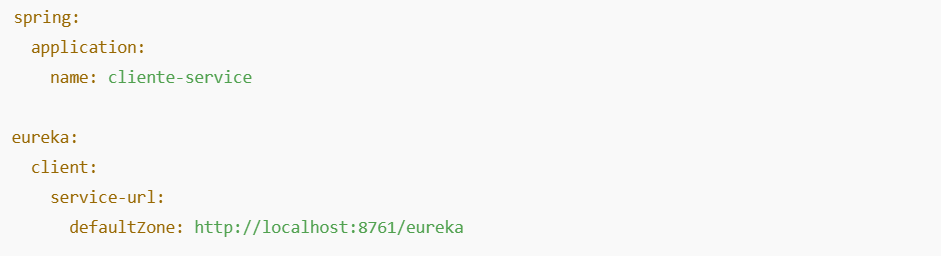 spring:
  application:
    name: cliente-service

eureka:
  client:
    service-url:
      defaultZone: http://localhost:8761/eureka